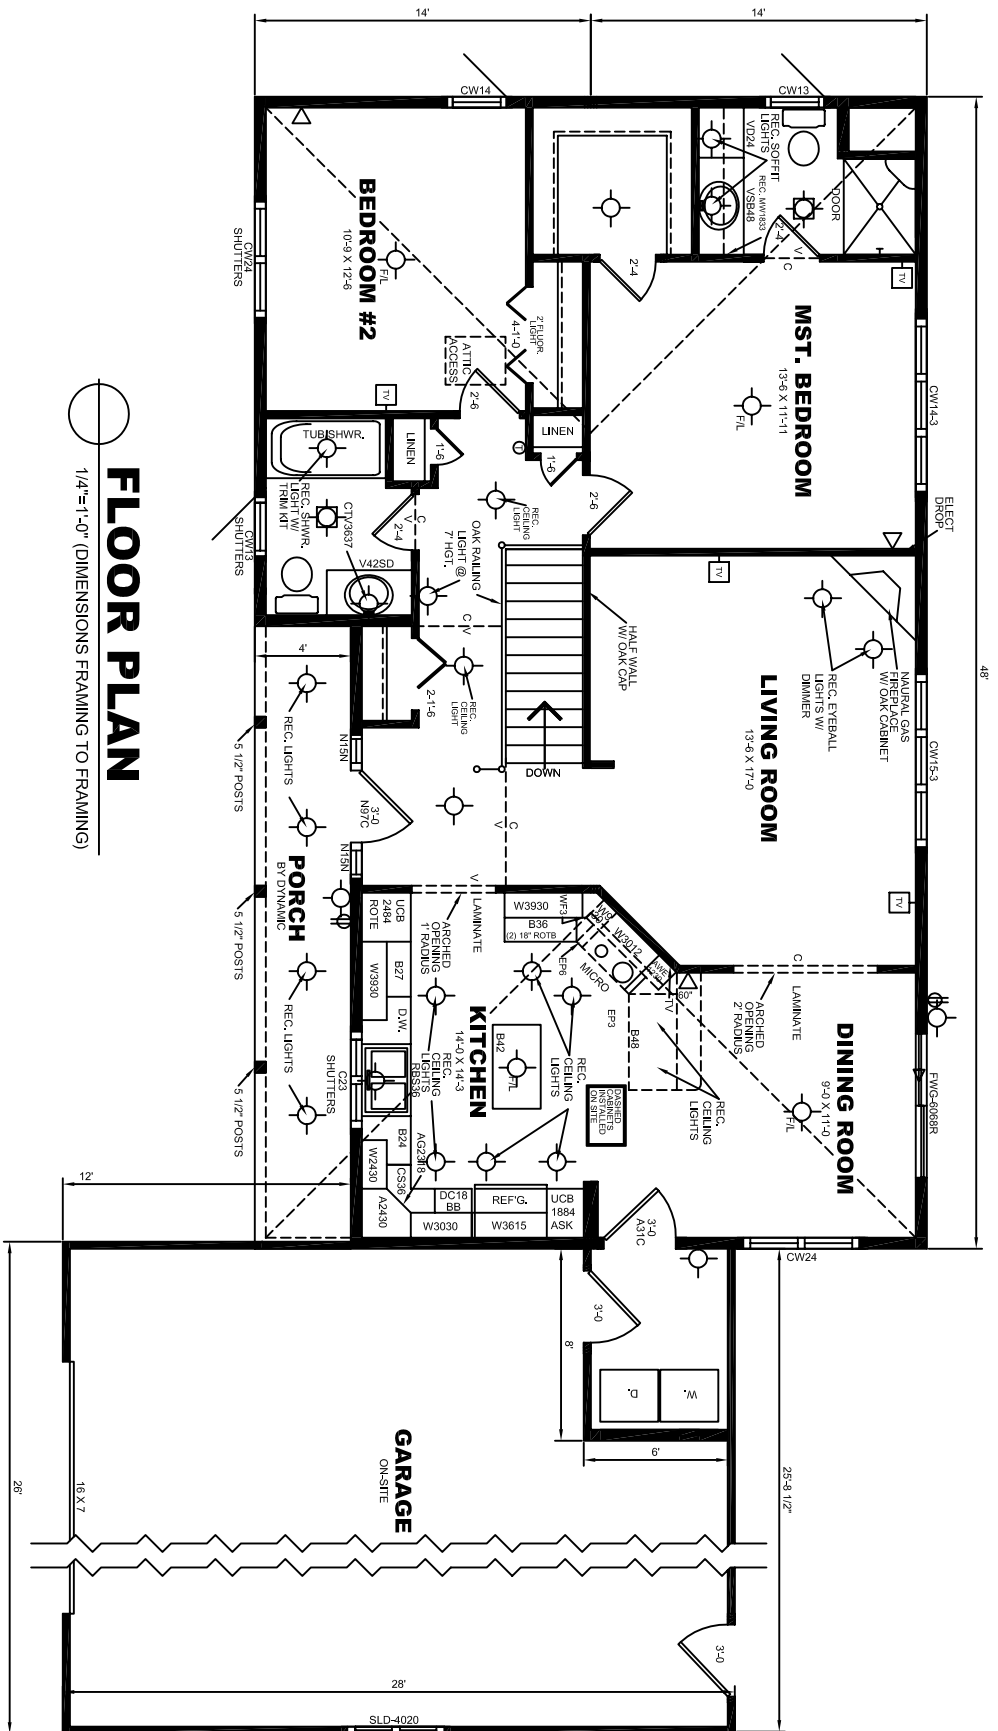 14'
14'
48'
CW14
CW13
REC. SOFFIT
LIGHTS
VD24
VSB48
REC. MW1833
DOOR
2'-4
V
C
TV
BEDROOM #2
10'-9 X 12'-6
F/L
CW24
SHUTTERS
2'-4
2' FLUOR.
LIGHT
4-1'-0
ATTIC
ACCESS
2'-6
TV
MST. BEDROOM
13'-6 X 11'-11
F/L
CW14-3
ELECT
DROP
LINEN
1'-6
2'-6
T
LINEN
1'-6
TUB/SHWR.
REC. SHWR.
LIGHT W/
TRIM KIT
CTV3637
2'-4
C
V
V42SD
CW13
SHUTTERS
REC.
CEILING
LIGHT
OAK RAILING
LIGHT @
7' HGT.
C
V
HALF WALL
W/ OAK CAP
TV
NAURAL GAS
FIREPLACE
W/ OAK CABINET
REC. EYEBALL
LIGHTS W/
DIMMER
LIVING ROOM
13'-6 X 17'-0
CW15-3
DOWN
2-1'-6
REC.
CEILING
LIGHT
4'
REC. LIGHTS
5 1/2" POSTS
N15N
3'-0
N97C
N15N
C
V
TV
PORCH
BY DYNAMIC
5 1/2" POSTS
REC. LIGHTS
5 1/2" POSTS
UCB
2484
ROTE
V
LAMINATE
ARCHED
OPENING
1' RADIUS
W3930
B36
(2) 18" ROTB
WF3
W3012
MICRO
EP6
EP3
TV
60'
B48
B27
W3930
D.W.
KITCHEN
14'-0 X 14'-3
B42
F/L
REC.
CEILING
LIGHTS
REC.
CEILING
LIGHTS
RBS36
C23
SHUTTERS
B24
W2430
CS36
A2430
DC18
BB
W3030
REF'G.
W3615
UCB
1884
ASK
DASHED
CABINETS
INSTALLED
ON SITE
REC.
CEILING
LIGHTS
C
LAMINATE
ARCHED
OPENING
2' RADIUS
DINING ROOM
9'-0 X 11'-0
F/L
FWG-6068R
3'-0
A31C
CW24
12'
3'-0
8'
D.
W.
6'
25'-8 1/2"
GARAGE
ON-SITE
16 X 7
26'
28'
3'-0
SLD-4020
FLOOR PLAN
1/4"=1'-0" (DIMENSIONS FRAMING TO FRAMING)